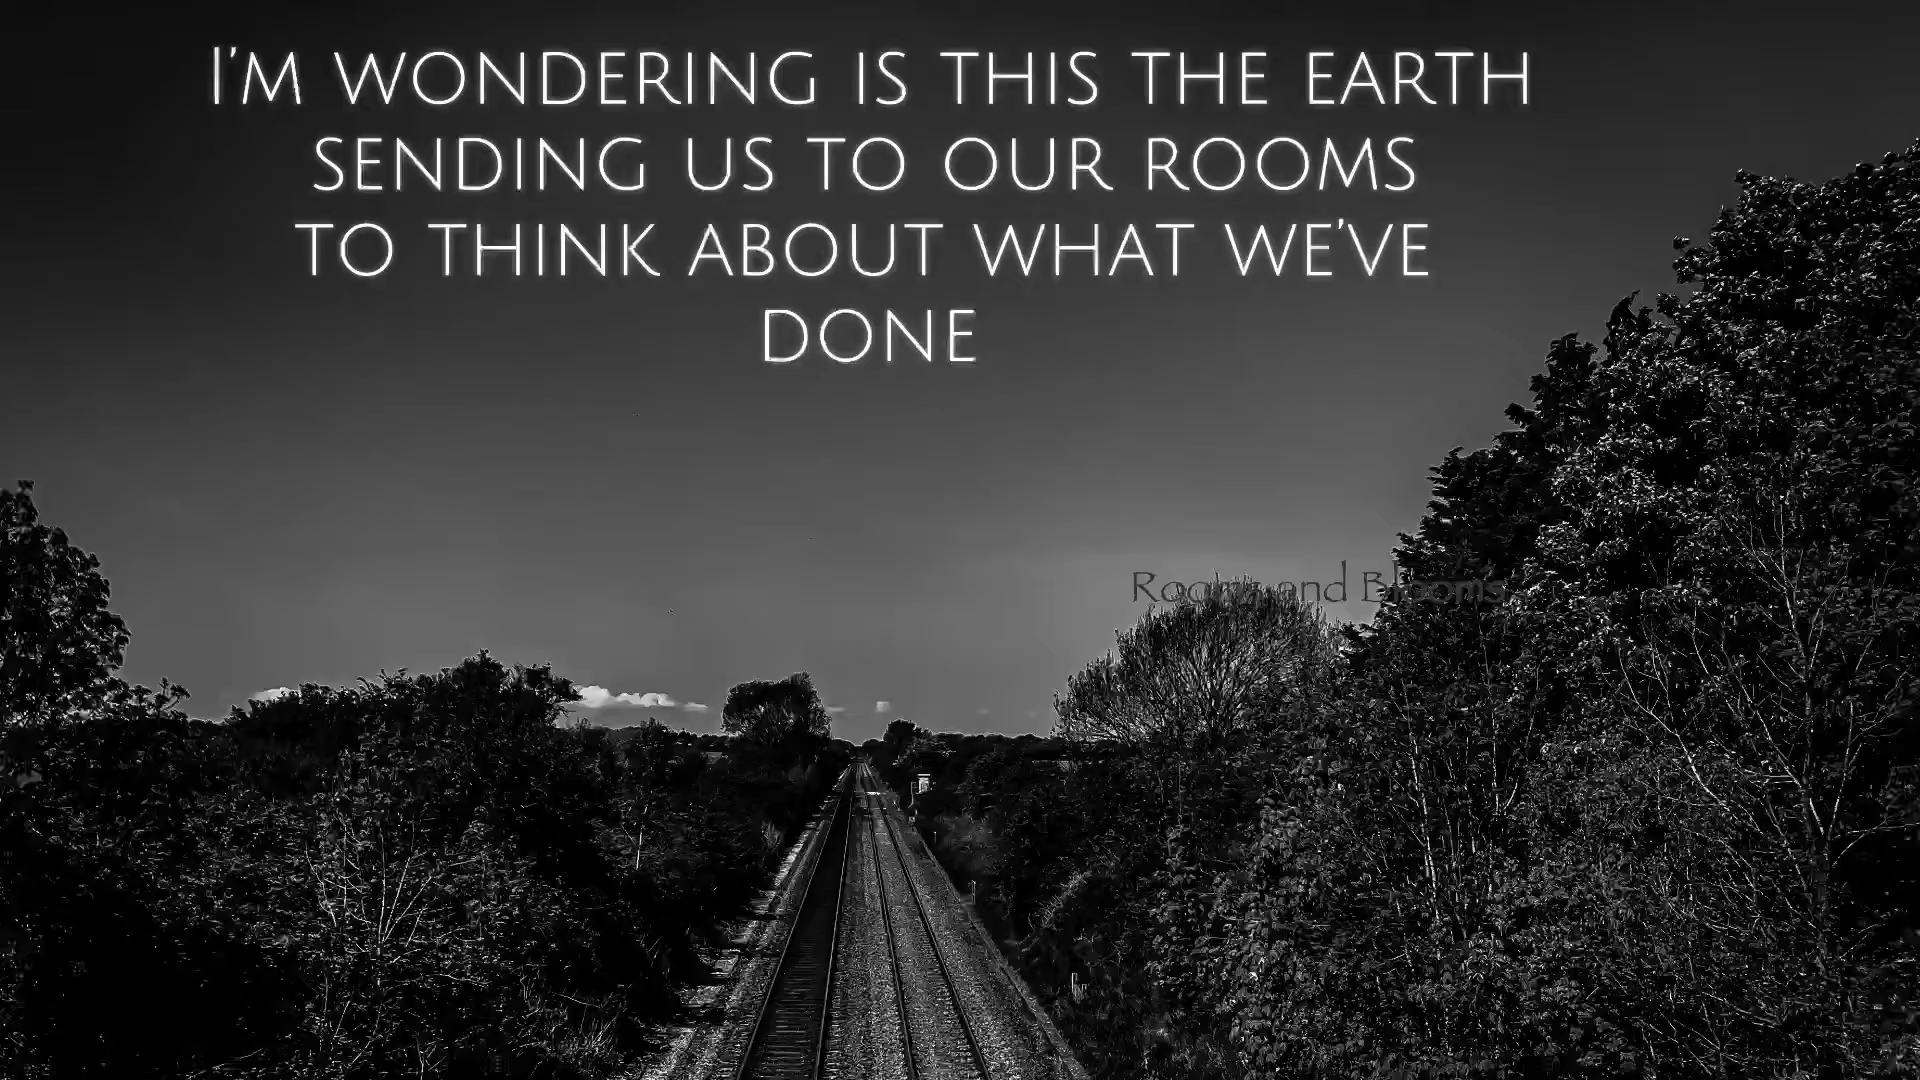 I'M WONDERING IS THIS THE EARTH
SENDING US TO OUR ROOMS
TO THINK ABOUT WHAT WE'VE
DONE
Rooms and Blooms